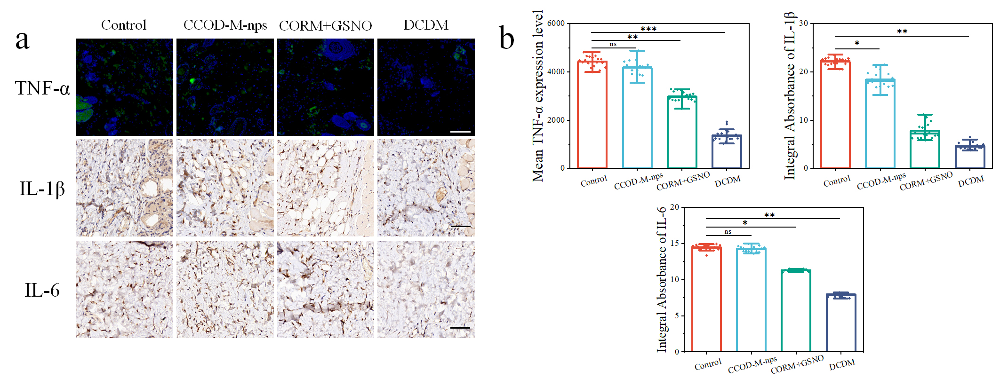 a
Control CCOD-M-nps CORM+GSNO DCDM
TNF-α
IL-1β
IL-6
b
Mean TNF-α expression level
6000
4000
2000
0
***
**
ns
Control CCOD-M-nps CORM+GSNO DCDM
Integral Absorbance of IL-1β
30
20
10
0
**
*
Control CCOD-M-nps CORM+GSNO DCDM
Integral Absorbance of IL-6
20
15
10
5
0
**
*
ns
Control CCOD-M-nps CORM+GSNO DCDM